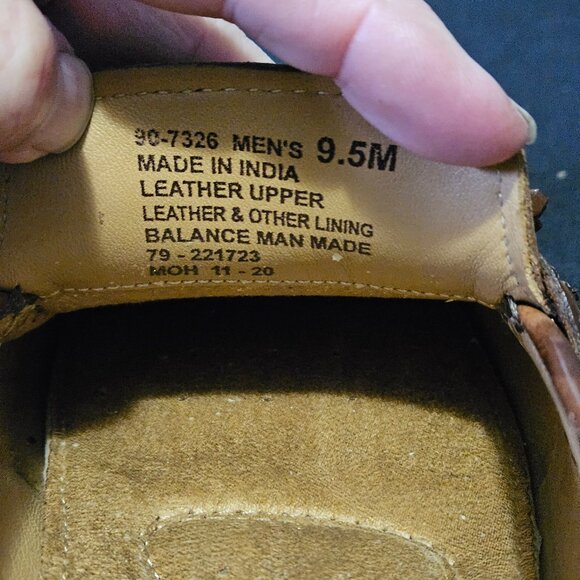 90-7326 MEN'S 9.5M
MADE IN INDIA
LEATHER UPPER
LEATHER & OTHER LINING
BALANCE MAN MADE
79 - 221723
MOH 11 - 20